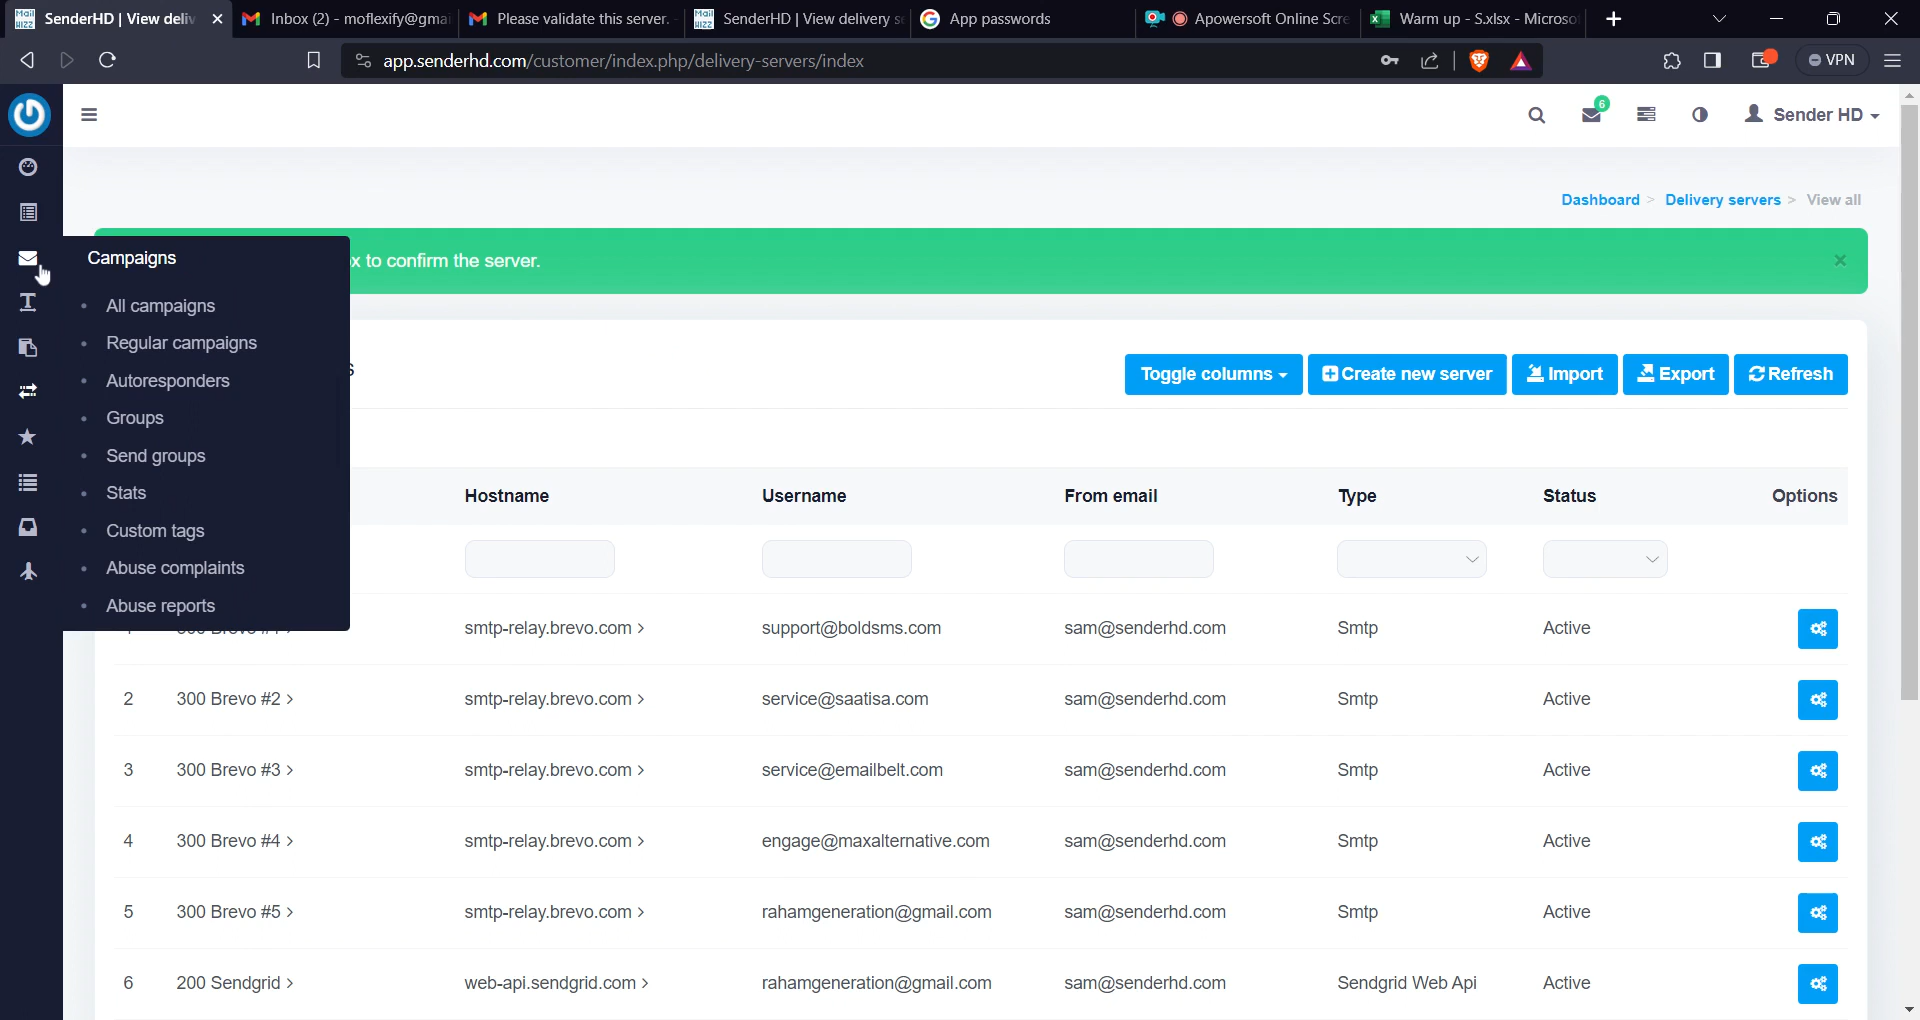 SenderHD | View deliv
Inbox (2) - moflexify@gmai
Please validate this server. -
SenderHD | View delivery se
App passwords
Apowersoft Online Scre
Warm up - S.xlsx - Microsof
app.senderhd.com/customer/index.php/delivery-servers/index
VPN
6
Sender HD
Dashboard > Delivery servers > View all
x to confirm the server.
Campaigns
All campaigns
Regular campaigns
Autoresponders
Groups
Send groups
Stats
Custom tags
Abuse complaints
Abuse reports
s
Toggle columns
Create new server
Import
Export
Refresh
Hostname Username From email Type Status Options
smtp-relay.brevo.com > support@boldsms.com sam@senderhd.com Smtp Active
2 300 Brevo #2 > smtp-relay.brevo.com > service@saatisa.com sam@senderhd.com Smtp Active
3 300 Brevo #3 > smtp-relay.brevo.com > service@emailbelt.com sam@senderhd.com Smtp Active
4 300 Brevo #4 > smtp-relay.brevo.com > engage@maxalternative.com sam@senderhd.com Smtp Active
5 300 Brevo #5 > smtp-relay.brevo.com > rahamgeneration@gmail.com sam@senderhd.com Smtp Active
6 200 Sendgrid > web-api.sendgrid.com > rahamgeneration@gmail.com sam@senderhd.com Sendgrid Web Api Active